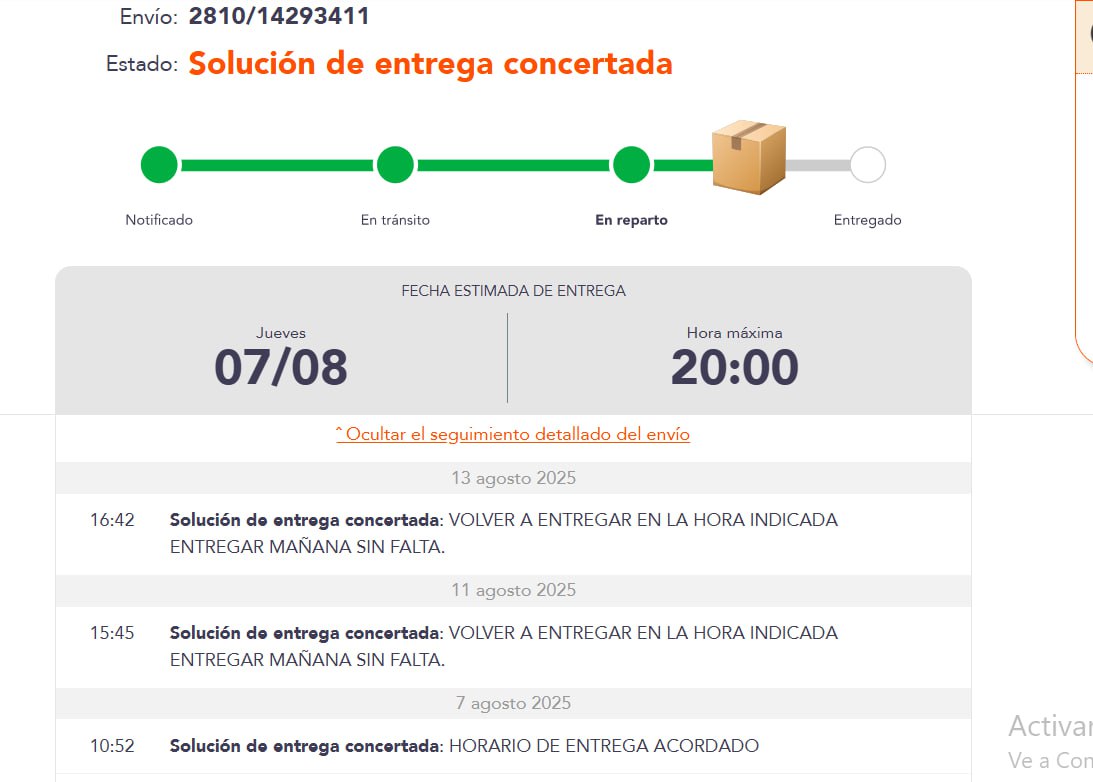 Envío: 2810/14293411
Estado: Solución de entrega concertada
Notificado En tránsito En reparto Entregado
FECHA ESTIMADA DE ENTREGA
Jueves Hora máxima
07/08 20:00
^ Ocultar el seguimiento detallado del envío
13 agosto 2025
16:42 Solución de entrega concertada: VOLVER A ENTREGAR EN LA HORA INDICADA
ENTREGAR MAÑANA SIN FALTA.
11 agosto 2025
15:45 Solución de entrega concertada: VOLVER A ENTREGAR EN LA HORA INDICADA
ENTREGAR MAÑANA SIN FALTA.
7 agosto 2025
10:52 Solución de entrega concertada: HORARIO DE ENTREGA ACORDADO
Activar
Ve a Con